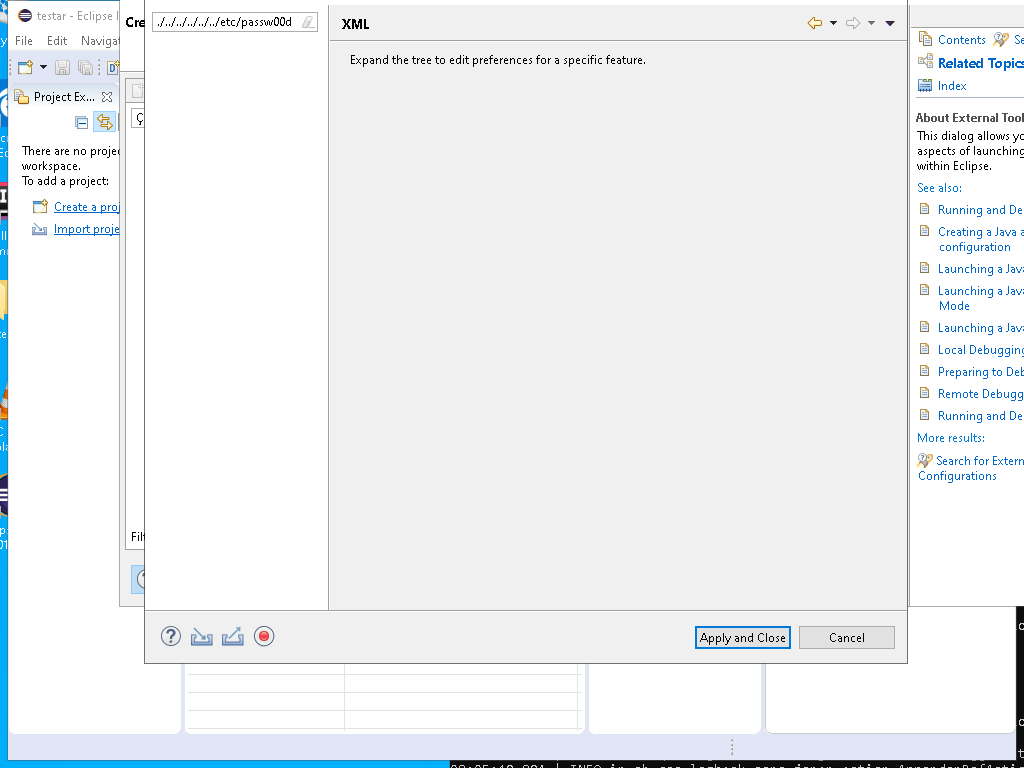 testar - Eclipse I
File Edit Navigat
Project Ex...
There are no proje
workspace.
To add a project:
Create a proj
Import proje
Cre
Filt
./../../../../../etc/passw00d
XML
Expand the tree to edit preferences for a specific feature.
Apply and Close
Cancel
Contents Se
Related Topics
Index
About External Tool
This dialog allows yo
aspects of launching
within Eclipse.
See also:
Running and De
Creating a Java a
configuration
Launching a Java
Launching a Java
Mode
Launching a Java
Local Debugging
Preparing to Deb
Remote Debugg
Running and De
More results:
Search for Extern
Configurations